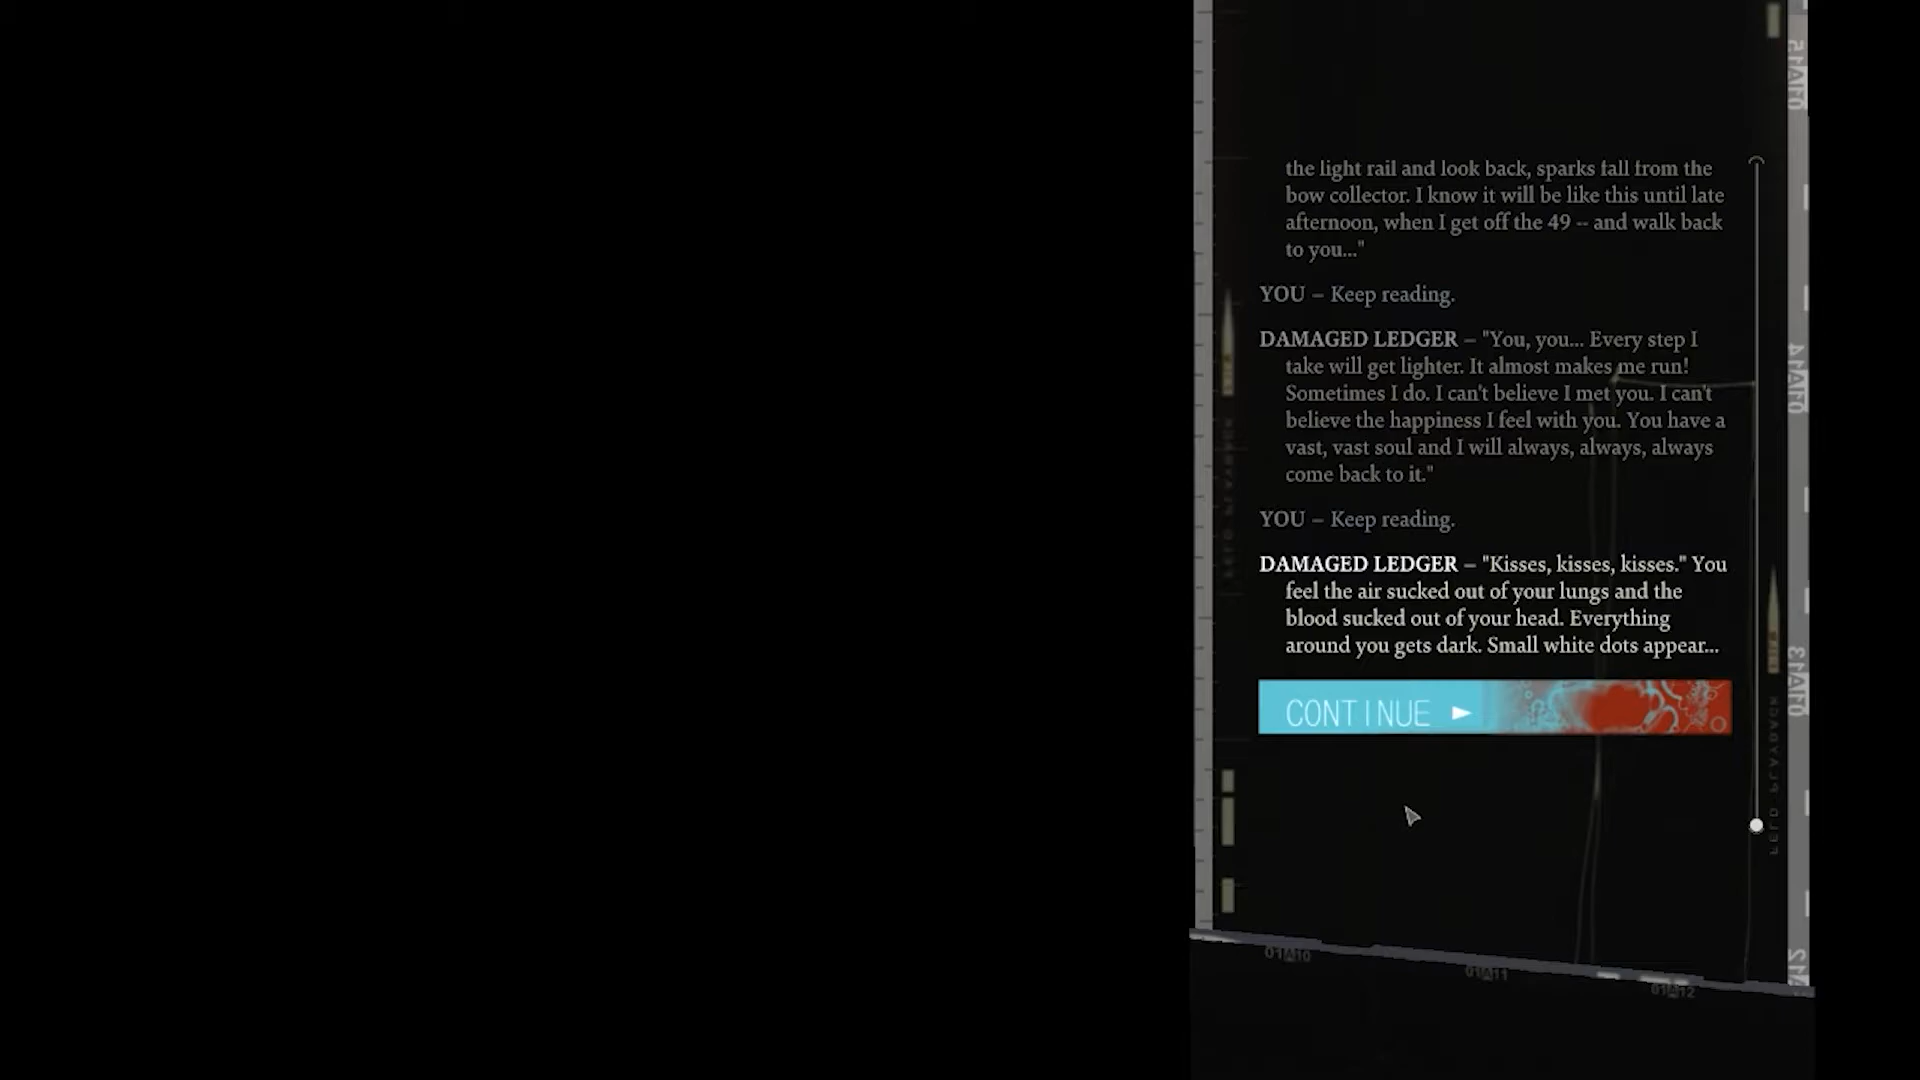 the light rail and look back, sparks fall from the
bow collector. I know it will be like this until late
afternoon, when I get off the 49 -- and walk back
to you..."
YOU – Keep reading.
DAMAGED LEDGER – "You, you... Every step I
take will get lighter. It almost makes me run!
Sometimes I do. I can't believe I met you. I can't
believe the happiness I feel with you. You have a
vast, vast soul and I will always, always, always
come back to it."
YOU – Keep reading.
DAMAGED LEDGER – "Kisses, kisses, kisses." You
feel the air sucked out of your lungs and the
blood sucked out of your head. Everything
around you gets dark. Small white dots appear...
CONTINUE
01A10
01A11
01A12